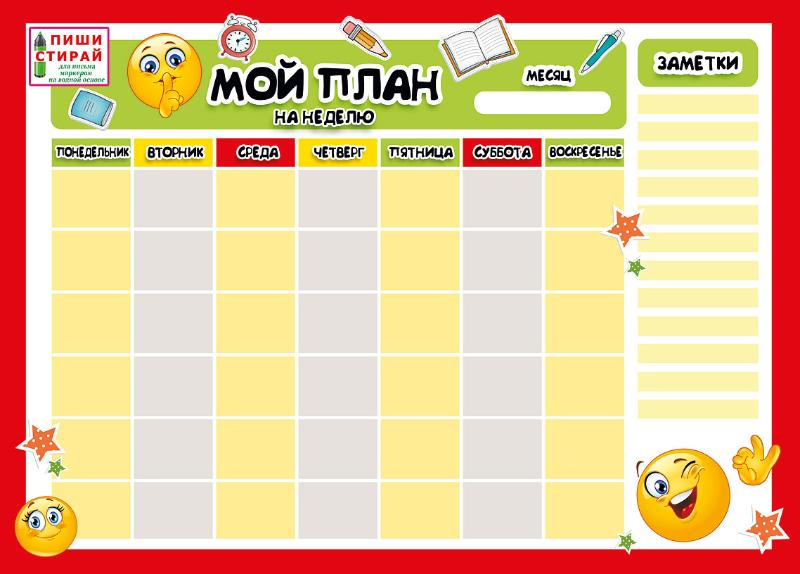 ПИШИ
СТИРАЙ
для письма
маркером
на водной основе
МОЙ ПЛАН
НА НЕДЕЛЮ
МЕСЯЦ
ЗАМЕТКИ
ПОНЕДЕЛЬНИК ВТОРНИК СРЕДА ЧЕТВЕРГ ПЯТНИЦА СУББОТА ВОСКРЕСЕНЬЕ